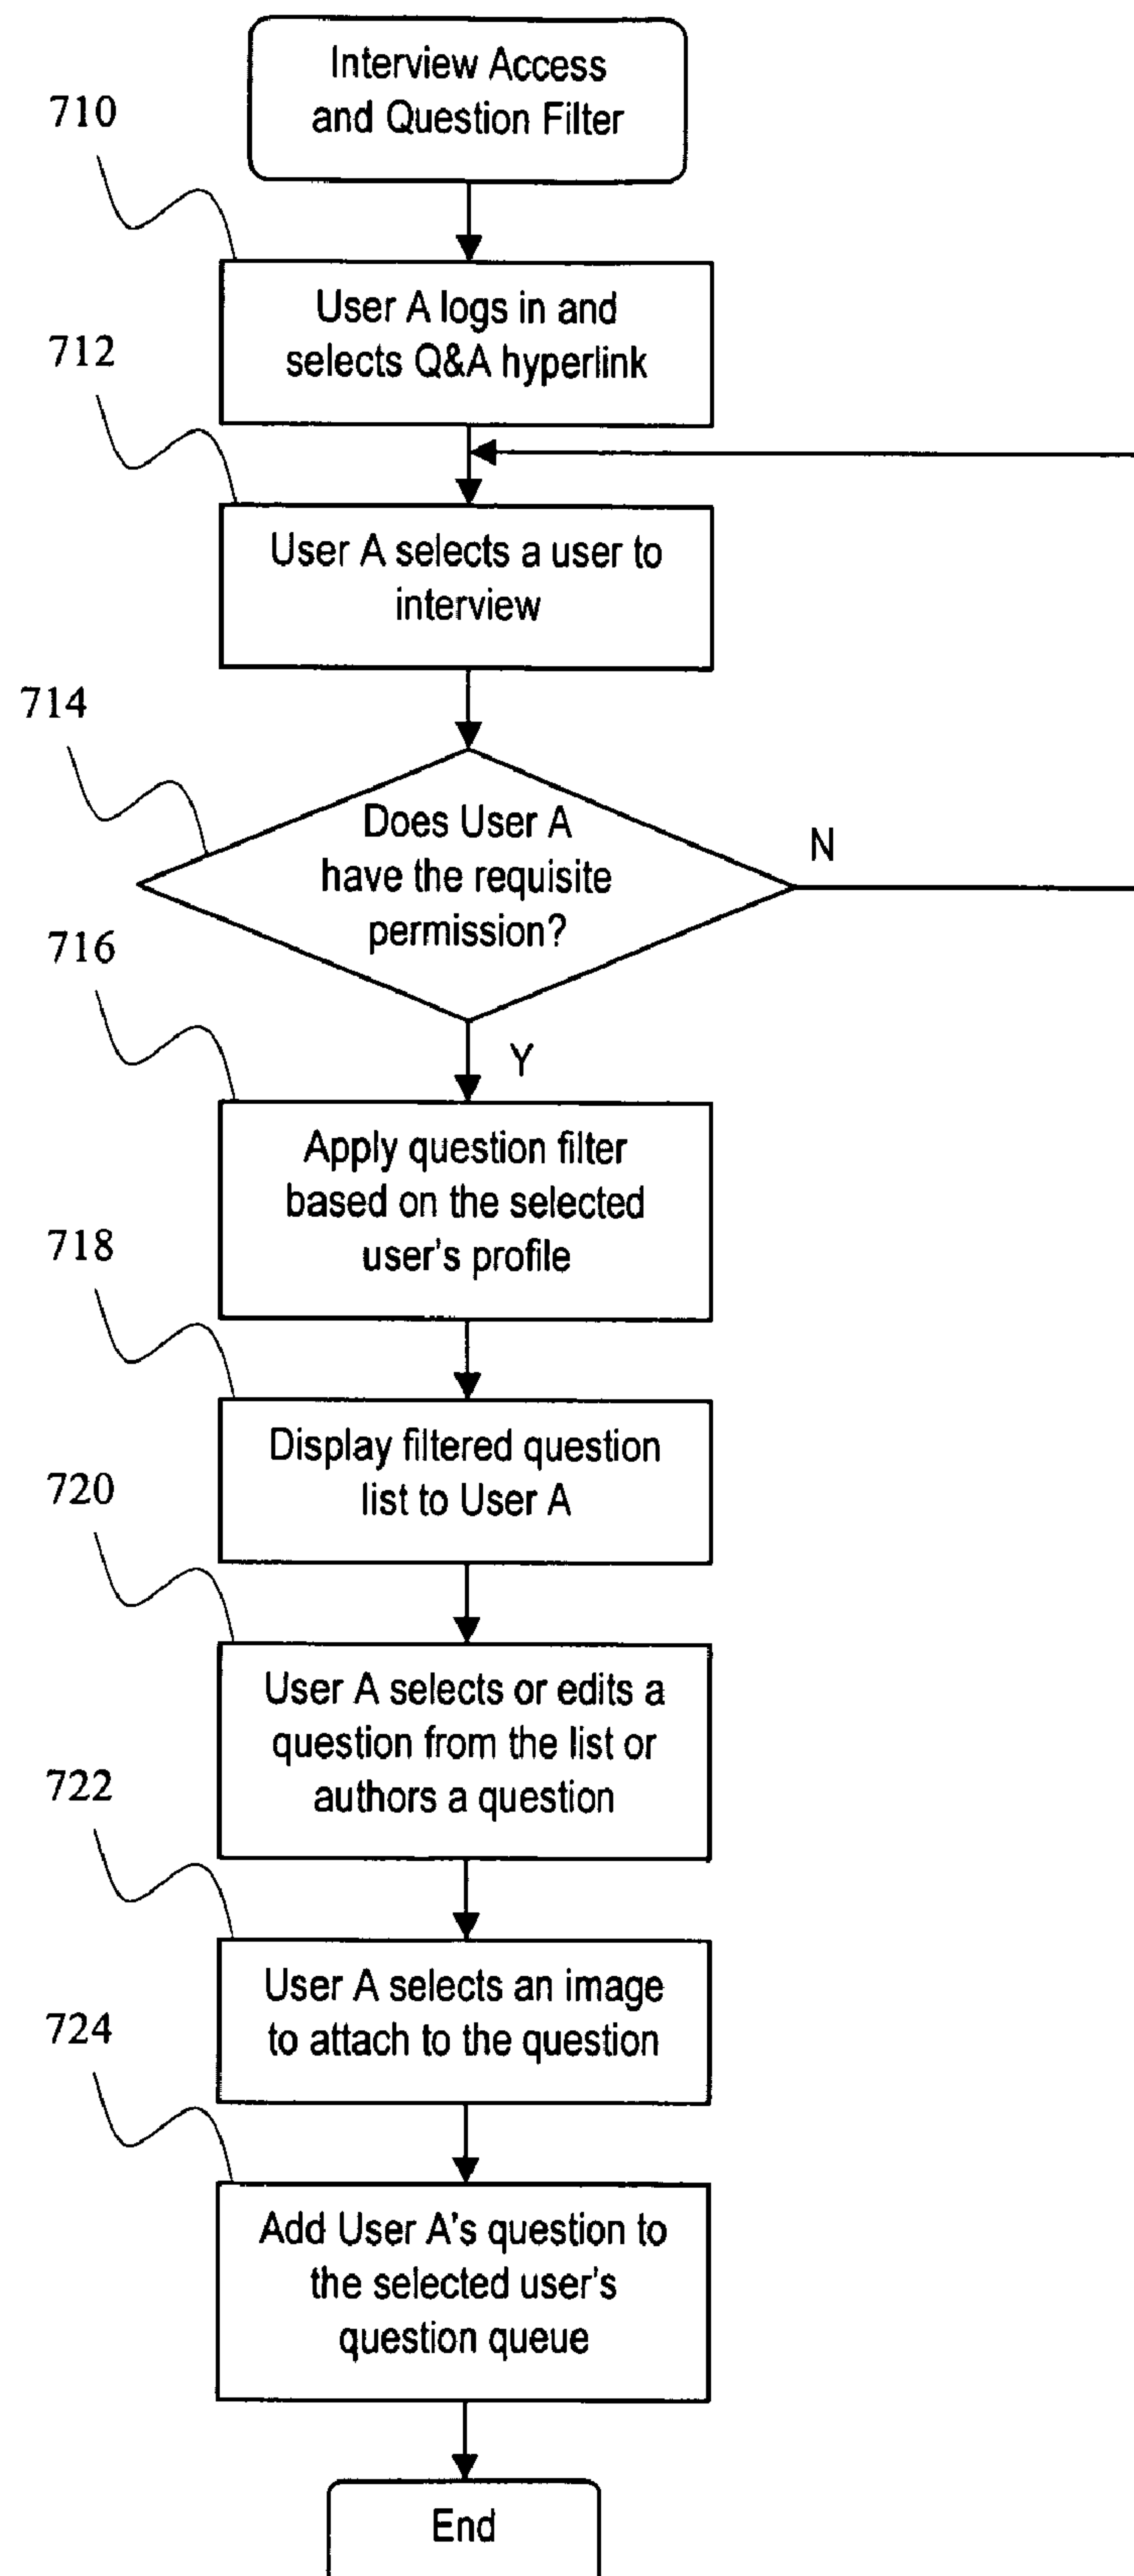 Interview Access
and Question Filter
710
User A logs in and
selects Q&A hyperlink
712
User A selects a user to
interview
714
Does User A
have the requisite
permission?
N
Y
716
Apply question filter
based on the selected
user's profile
718
Display filtered question
list to User A
720
User A selects or edits a
question from the list or
authors a question
722
User A selects an image
to attach to the question
724
Add User A's question to
the selected user's
question queue
End